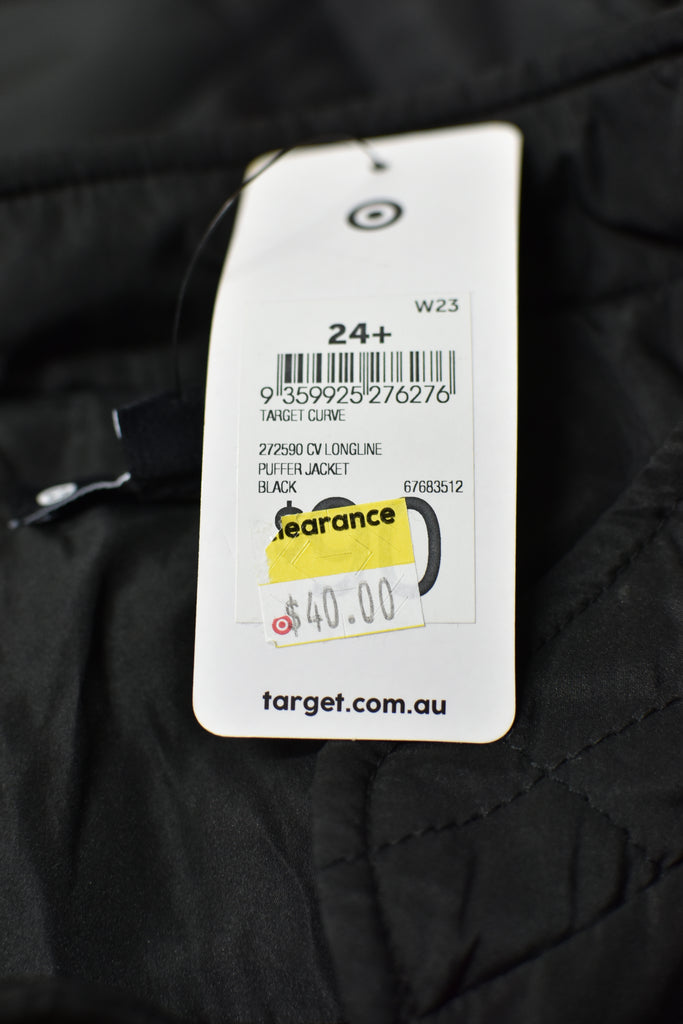 W23
24+
9 359925 276276
TARGET CURVE
272590 CV LONGLINE
PUFFER JACKET
BLACK 67683512
learance
$40.00
target.com.au